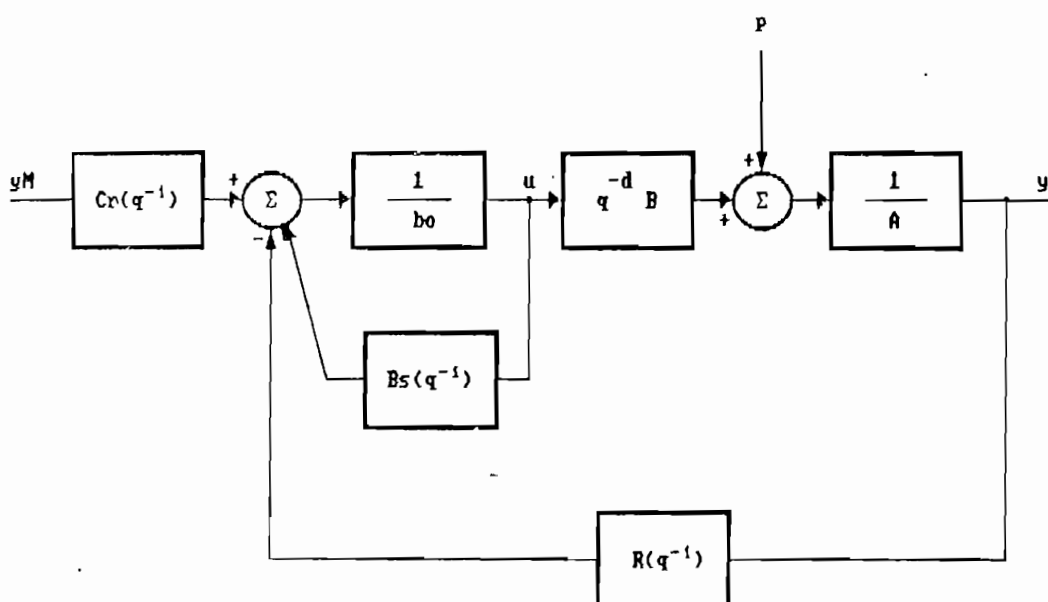 p
yM
Cr(q⁻¹)
+
Σ
-
1
bo
u
q⁻ᵈ B
+
+
Σ
1
A
y
Bs(q⁻¹)
R(q⁻¹)